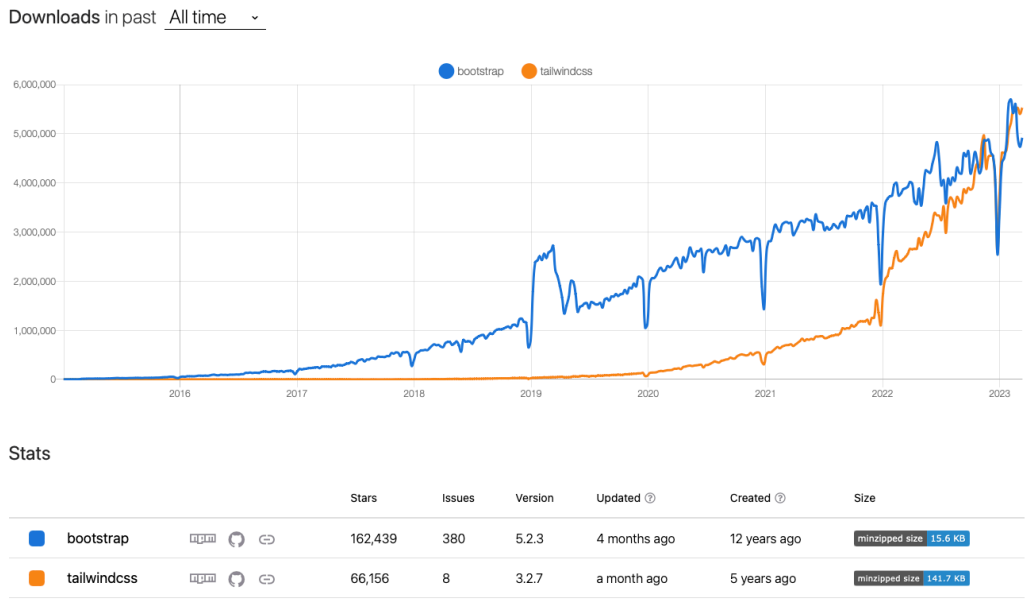 Downloads in past All time
bootstrap tailwindcss
6,000,000
5,000,000
4,000,000
3,000,000
2,000,000
1,000,000
0
2016 2017 2018 2019 2020 2021 2022 2023
Stats
Stars Issues Version Updated ? Created ? Size
bootstrap npm 162,439 380 5.2.3 4 months ago 12 years ago minzipped size 15.6 KB
tailwindcss npm 66,156 8 3.2.7 a month ago 5 years ago minzipped size 141.7 KB